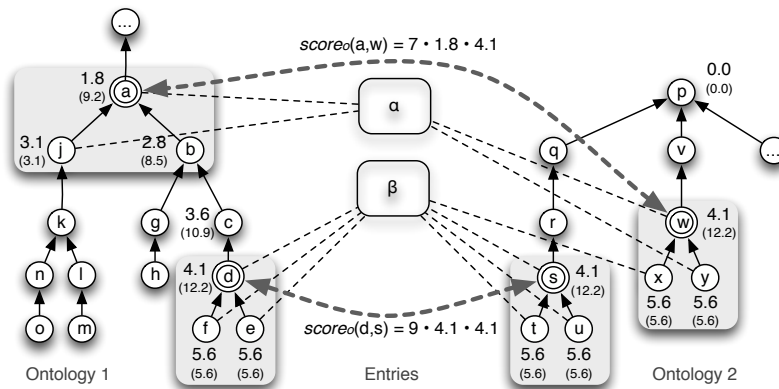 ...
score₀(a,w) = 7 • 1.8 • 4.1
1.8
(9.2)
a
α
0.0
(0.0)
p
3.1
(3.1)
j
2.8
(8.5)
b
q
v
...
β
k
g
3.6
(10.9)
c
r
w
4.1
(12.2)
n
l
h
4.1
(12.2)
d
s
4.1
(12.2)
x
y
o
m
f
e
score₀(d,s) = 9 • 4.1 • 4.1
t
u
5.6
(5.6)
5.6
(5.6)
5.6
(5.6)
5.6
(5.6)
5.6
(5.6)
5.6
(5.6)
Ontology 1
Entries
Ontology 2